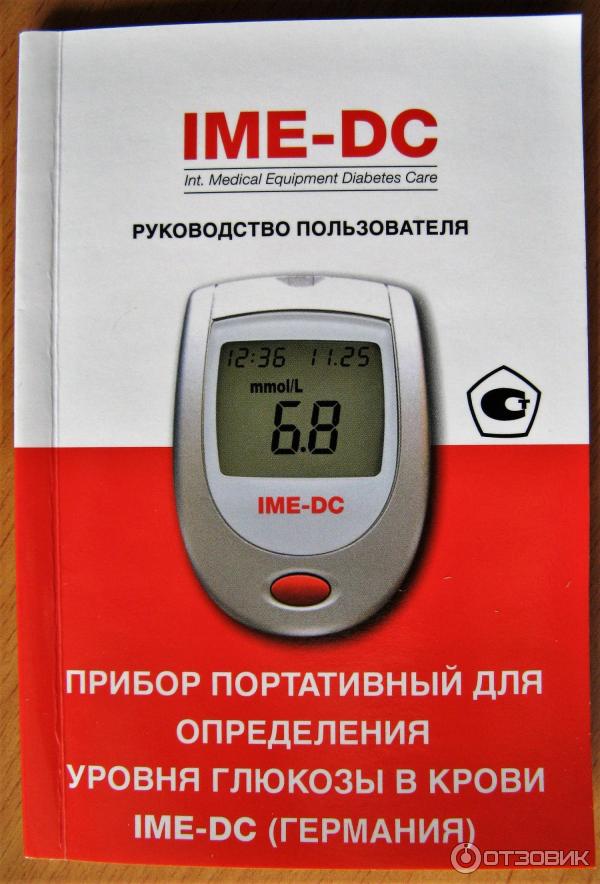 IME-DC
Int. Medical Equipment Diabetes Care
РУКОВОДСТВО ПОЛЬЗОВАТЕЛЯ
12:36 11.25
mmol/L
6.8
IME-DC
СТ
ПРИБОР ПОРТАТИВНЫЙ ДЛЯ
ОПРЕДЕЛЕНИЯ
УРОВНЯ ГЛЮКОЗЫ В КРОВИ
IME-DC (ГЕРМАНИЯ)
ОТЗОВИК